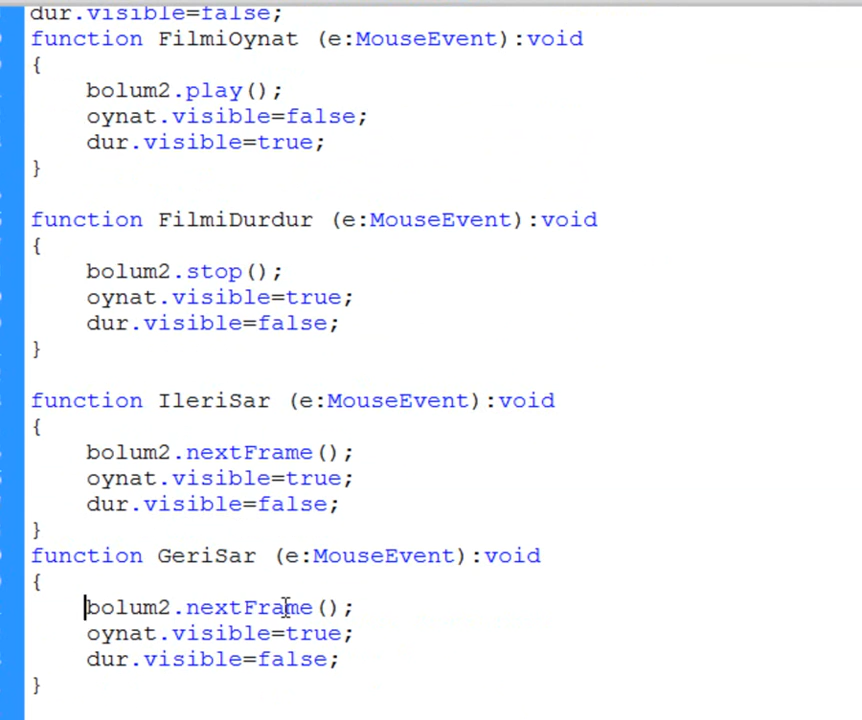 dur.visible=false;
function FilmiOynat (e:MouseEvent):void
{
bolum2.play();
oynat.visible=false;
dur.visible=true;
}
function FilmiDurdur (e:MouseEvent):void
{
bolum2.stop();
oynat.visible=true;
dur.visible=false;
}
function IleriSar (e:MouseEvent):void
{
bolum2.nextFrame();
oynat.visible=true;
dur.visible=false;
}
function GeriSar (e:MouseEvent):void
{
bolum2.nextFrame();
oynat.visible=true;
dur.visible=false;
}